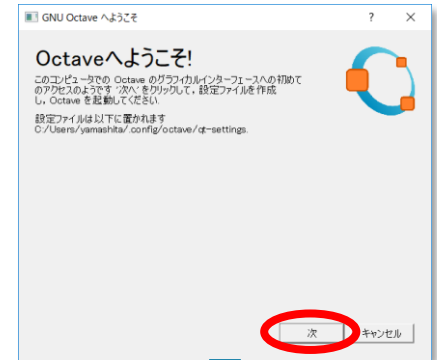 GNU Octave へようこそ
Octaveへようこそ!
このコンピュータでの Octave のグラフィカルインターフェースへの初めて
のアクセスのようです '次へ' をクリックして，設定ファイルを作成
し，Octave を起動してください.
設定ファイルは以下に置かれます
C:/Users/yamashita/.config/octave/qt-settings.
次
キャンセル